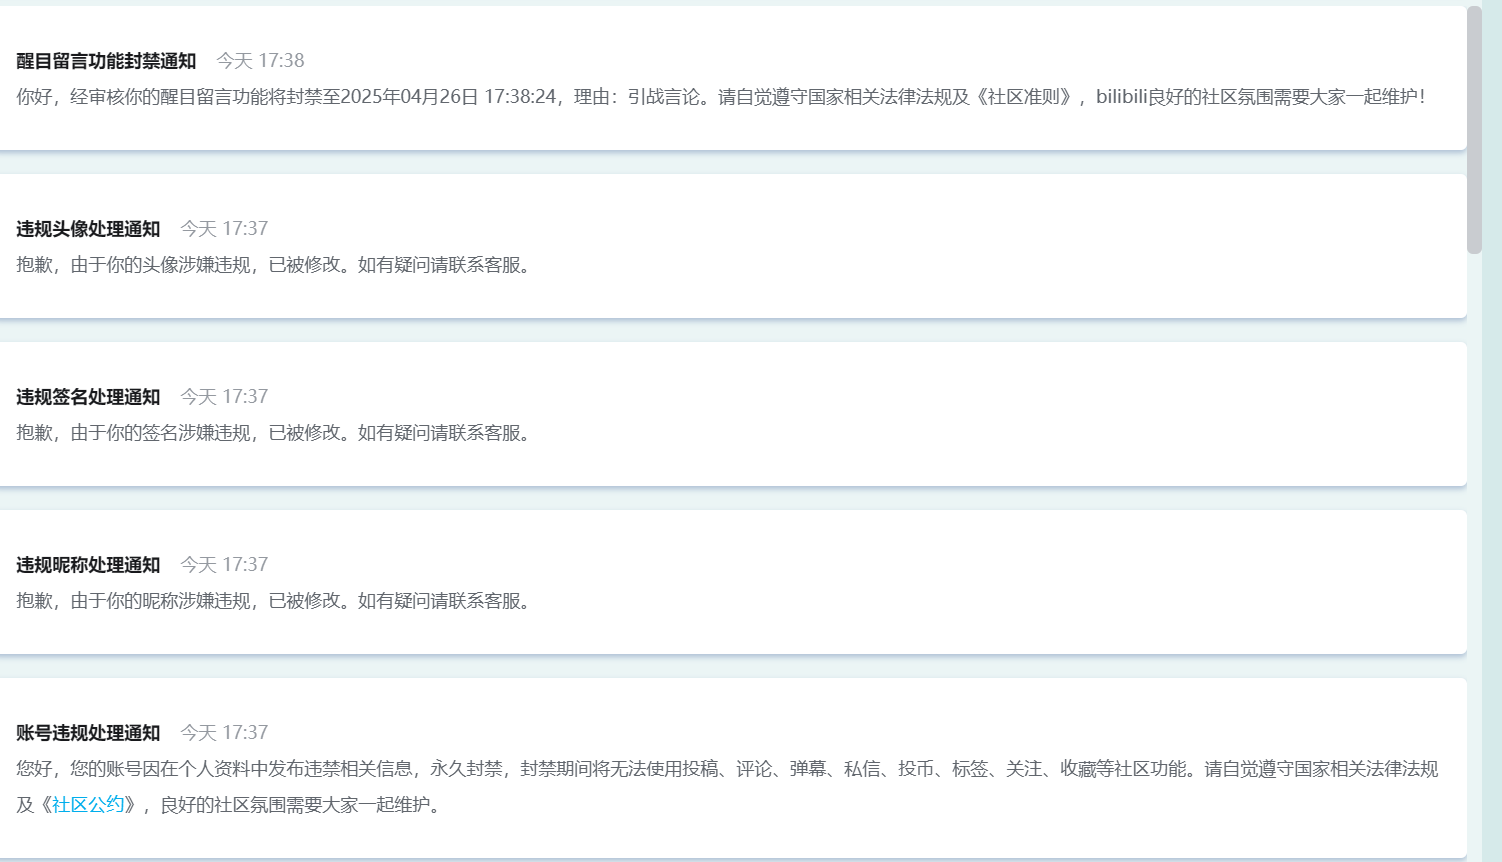 醒目留言功能封禁通知 今天 17:38
你好，经审核你的醒目留言功能将封禁至2025年04月26日 17:38:24，理由：引战言论。请自觉遵守国家相关法律法规及《社区准则》，bilibili良好的社区氛围需要大家一起维护！
违规头像处理通知 今天 17:37
抱歉，由于你的头像涉嫌违规，已被修改。如有疑问请联系客服。
违规签名处理通知 今天 17:37
抱歉，由于你的签名涉嫌违规，已被修改。如有疑问请联系客服。
违规昵称处理通知 今天 17:37
抱歉，由于你的昵称涉嫌违规，已被修改。如有疑问请联系客服。
账号违规处理通知 今天 17:37
您好，您的账号因在个人资料中发布违禁相关信息，永久封禁，封禁期间将无法使用投稿、评论、弹幕、私信、投币、标签、关注、收藏等社区功能。请自觉遵守国家相关法律法规
及《社区公约》，良好的社区氛围需要大家一起维护。